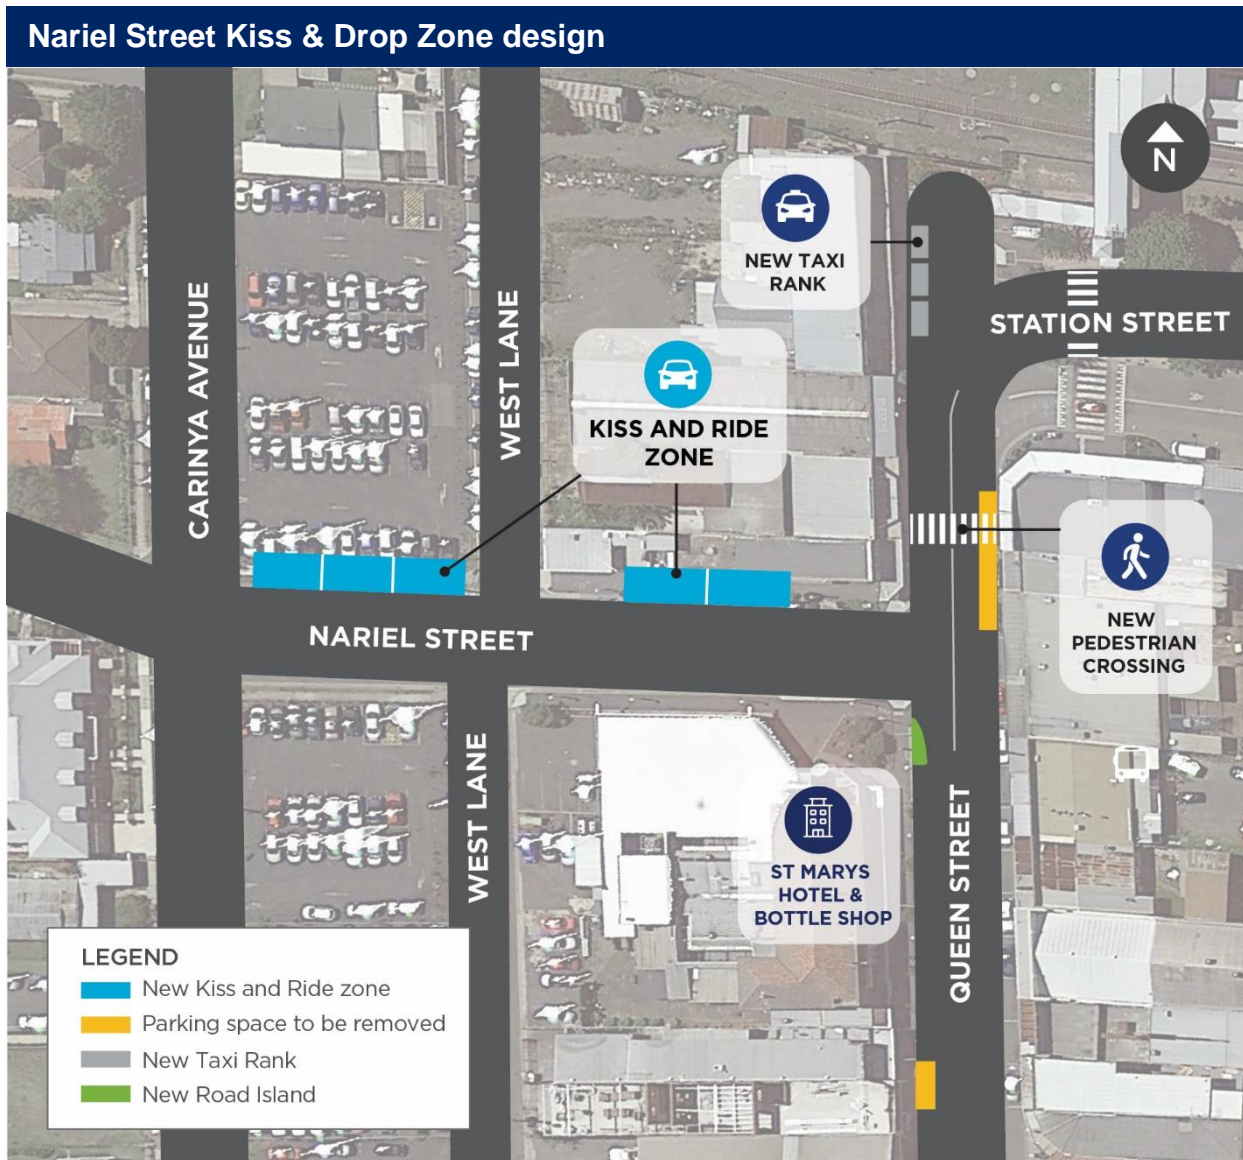 Nariel Street Kiss & Drop Zone design
N
NEW TAXI
RANK
STATION STREET
CARINYA AVENUE
WEST LANE
KISS AND RIDE
ZONE
NEW
PEDESTRIAN
CROSSING
NARIEL STREET
WEST LANE
ST MARYS
HOTEL &
BOTTLE SHOP
QUEEN STREET
LEGEND
New Kiss and Ride zone
Parking space to be removed
New Taxi Rank
New Road Island